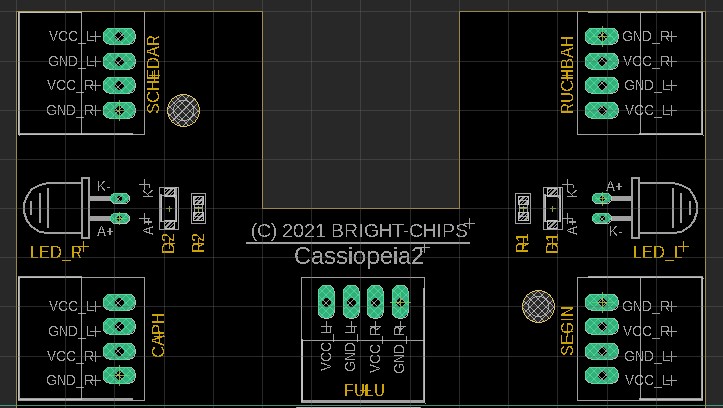 VCC_L
GND_L
VCC_R
GND_R
SCHEDAR
RUCHBAH
GND_R
VCC_R
GND_L
VCC_L
K-
A+
K-
A+
LED_R
D2
R2
(C) 2021 BRIGHT-CHIPS
Cassiopeia2
R1
D1
A+
K-
A+
K-
LED_L
VCC_L
GND_L
VCC_R
GND_R
CAPH
VCC_L
GND_L
VCC_R
GND_R
FULU
SEGIN
GND_R
VCC_R
GND_L
VCC_L